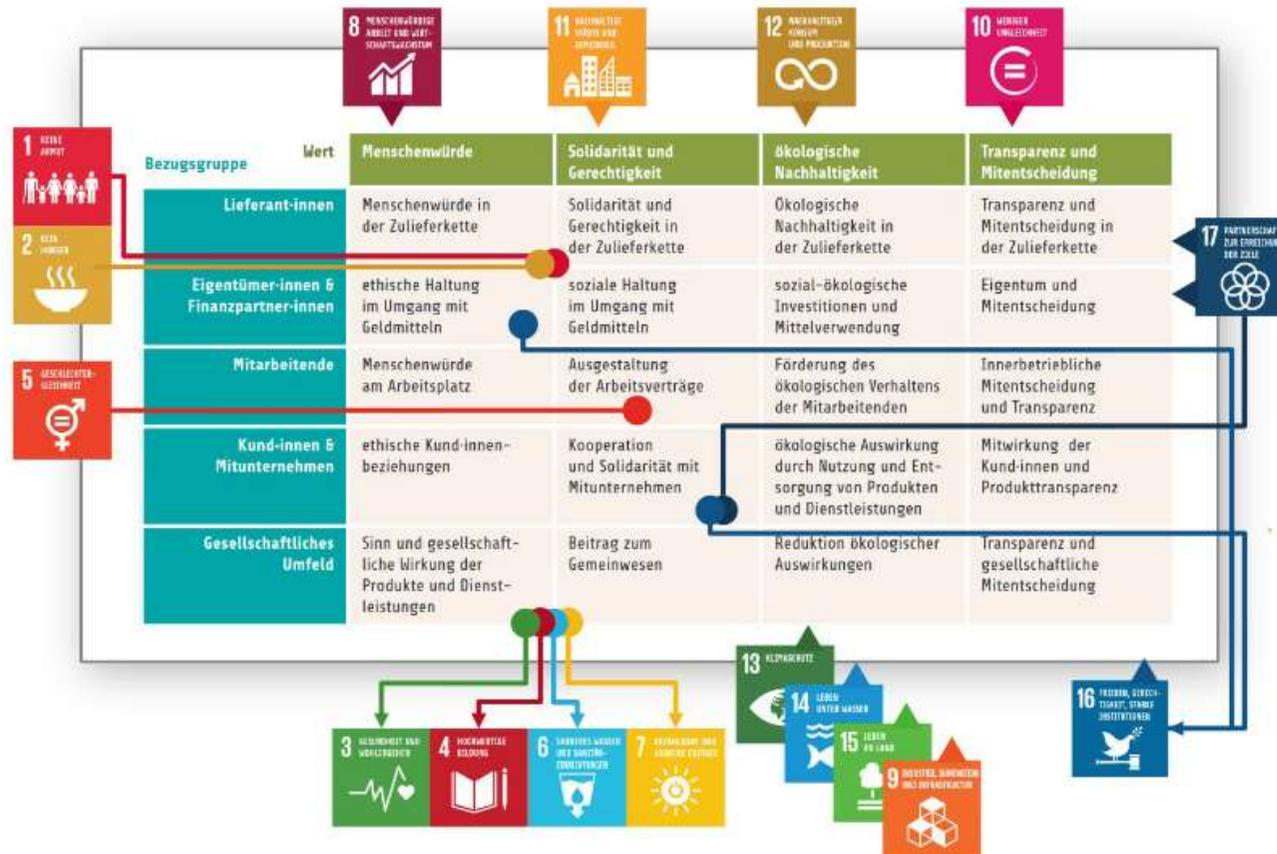 8 MENSCHENWÜRDIGE
ARBEIT UND WIRT-
SCHAFTSWACHSTUM
11 NACHHALTIGE
STÄDTE UND
GEMEINDEN
12 NACHHALTIGER
KONSUM
UND PRODUKTION
10 WENIGER
UNGLEICHHEIT
1 KEINE
ARMUT
2 KEIN
HUNGER
5 GESCHLECHTER-
GLEICHHEIT
17 PARTNERSCHAF
ZUR ERREICHUN
DER ZIELE
Wert
Bezugsgruppe
Menschenwürde
Solidarität und
Gerechtigkeit
ökologische
Nachhaltigkeit
Transparenz und
Mitentscheidung
Lieferant·innen
Menschenwürde in
der Zulieferkette
Solidarität und
Gerechtigkeit in
der Zulieferkette
Ökologische
Nachhaltigkeit in
der Zulieferkette
Transparenz und
Mitentscheidung in
der Zulieferkette
Eigentümer·innen &
Finanzpartner·innen
ethische Haltung
im Umgang mit
Geldmitteln
soziale Haltung
im Umgang mit
Geldmitteln
sozial-ökologische
Investitionen und
Mittelverwendung
Eigentum und
Mitentscheidung
Mitarbeitende
Menschenwürde
am Arbeitsplatz
Ausgestaltung
der Arbeitsverträge
Förderung des
ökologischen Verhaltens
der Mitarbeitenden
Innerbetriebliche
Mitentscheidung
und Transparenz
Kund·innen &
Mitunternehmen
ethische Kund·innen-
beziehungen
Kooperation
und Solidarität mit
Mitunternehmen
ökologische Auswirkung
durch Nutzung und Ent-
sorgung von Produkten
und Dienstleistungen
Mitwirkung der
Kund·innen und
Produkttransparenz
Gesellschaftliches
Umfeld
Sinn und gesellschaft-
liche Wirkung der
Produkte und Dienst-
leistungen
Beitrag zum
Gemeinwesen
Reduktion ökologischer
Auswirkungen
Transparenz und
gesellschaftliche
Mitentscheidung
3 GESUNDHEIT UND
WOHLERGEHEN
4 HOCHWERTIGE
BILDUNG
6 SAUBERES WASSER
UND SANITÄR-
EINRICHTUNGEN
7 BEZAHLBARE UND
SAUBERE ENERGIE
13 KLIMASCHUTZ
14 LEBEN
UNTER WASSER
15 LEBEN
AN LAND
9 INDUSTRIE, INNOVATION
UND INFRASTRUKTUR
16 FRIEDEN, GERECH-
TIGKEIT, STARKE
INSTITUTIONEN